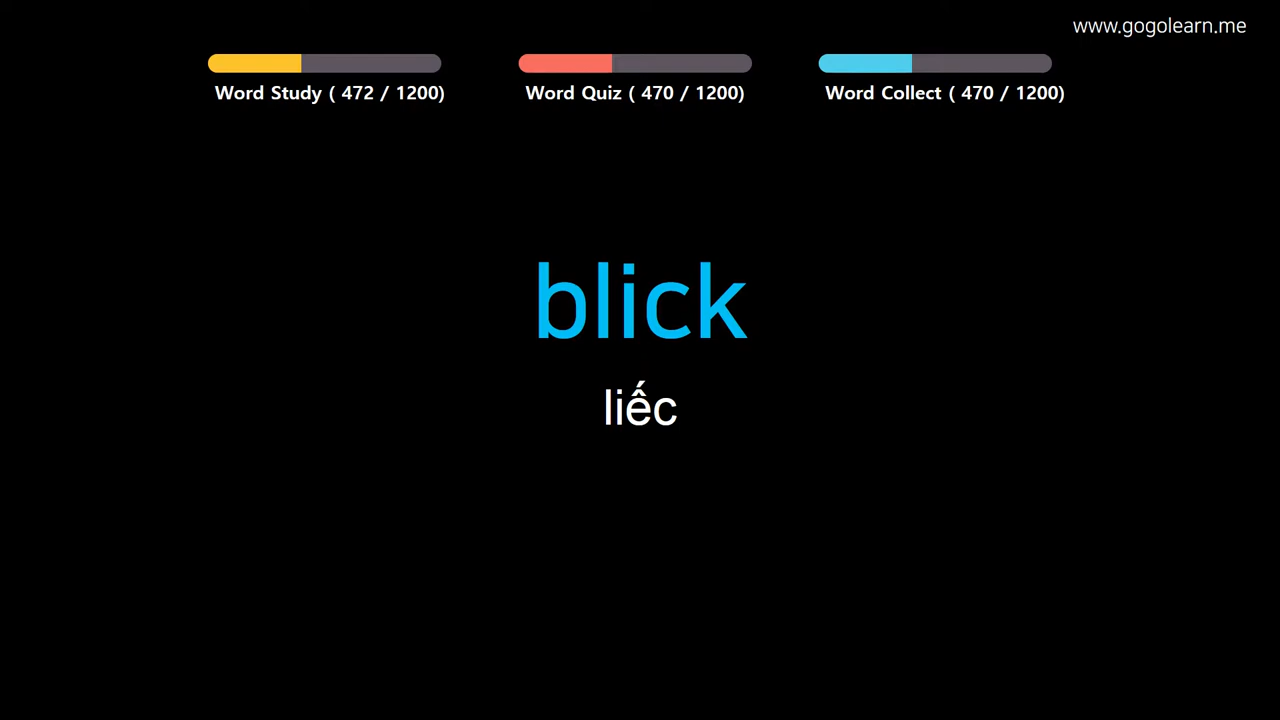 www.gogolearn.me
Word Study ( 472 / 1200)
Word Quiz ( 470 / 1200)
Word Collect ( 470 / 1200)
blick
liếc